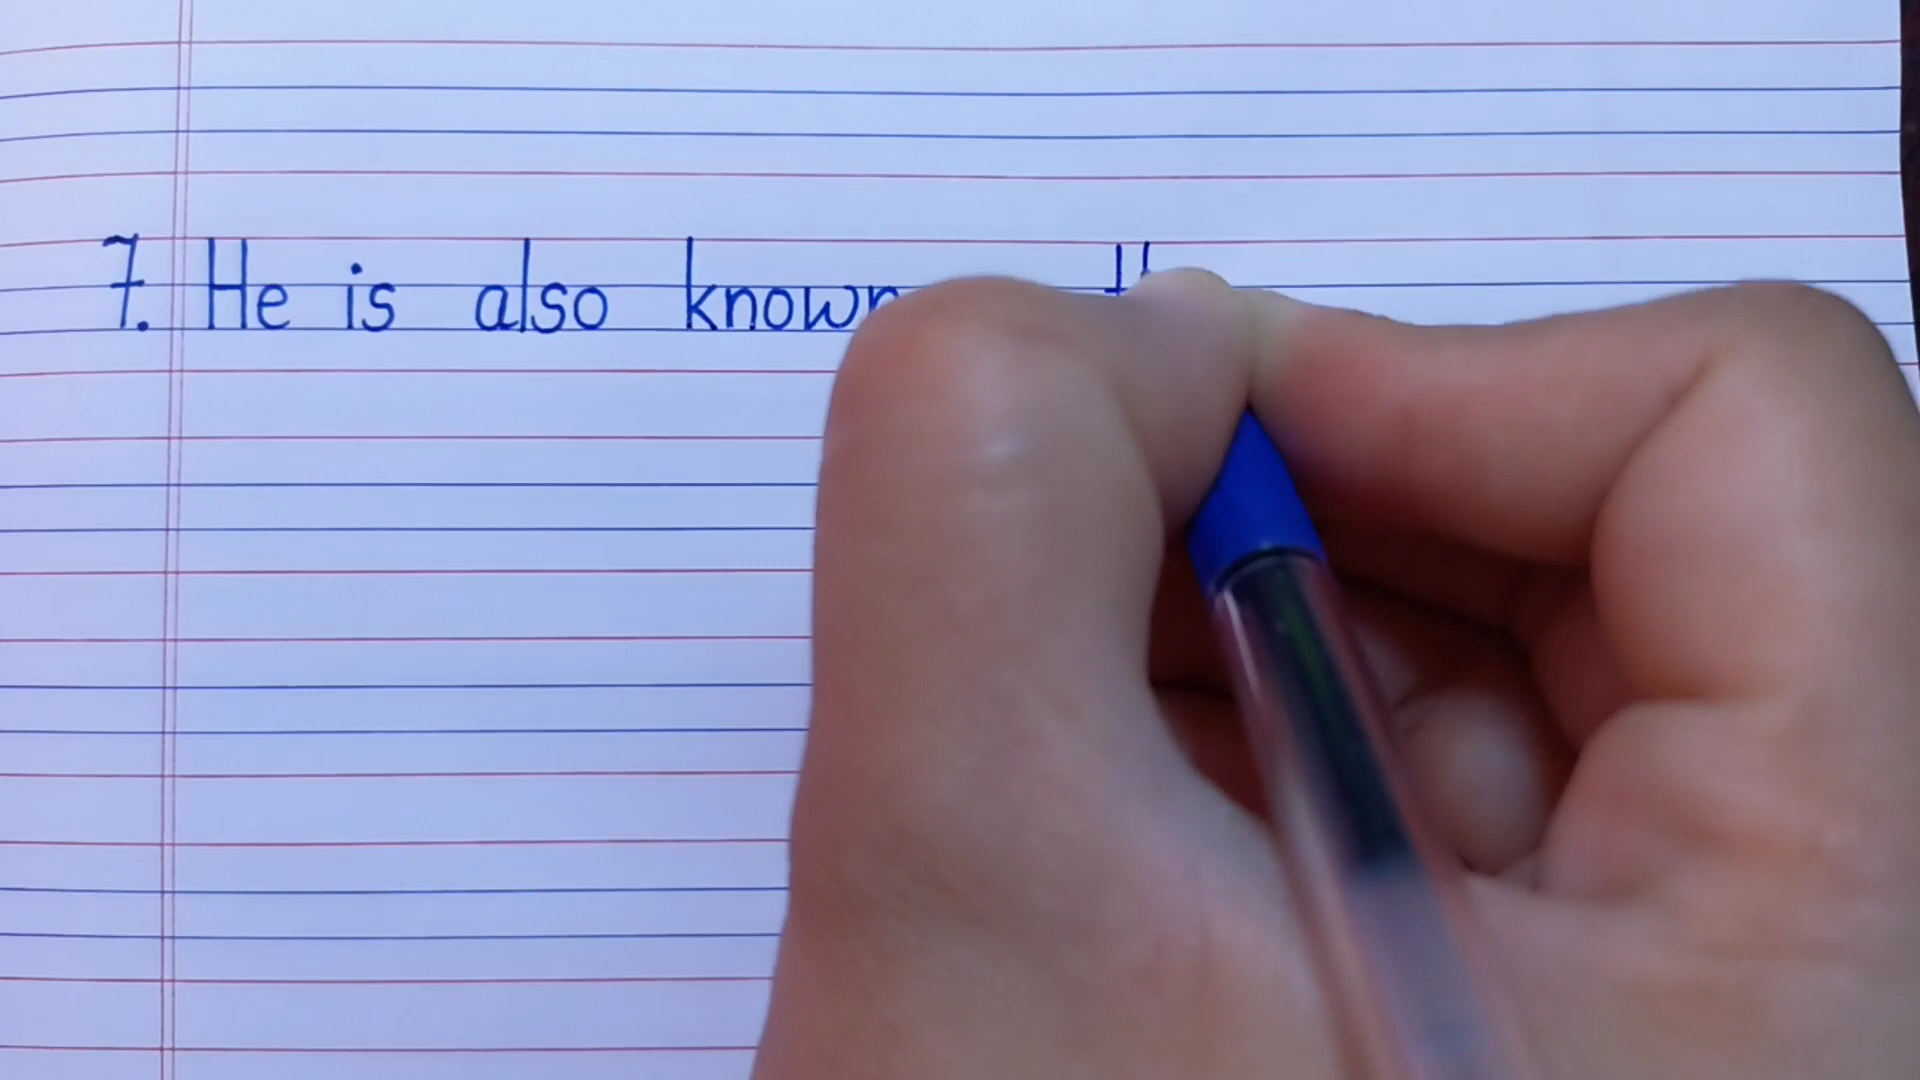 7. He is also known